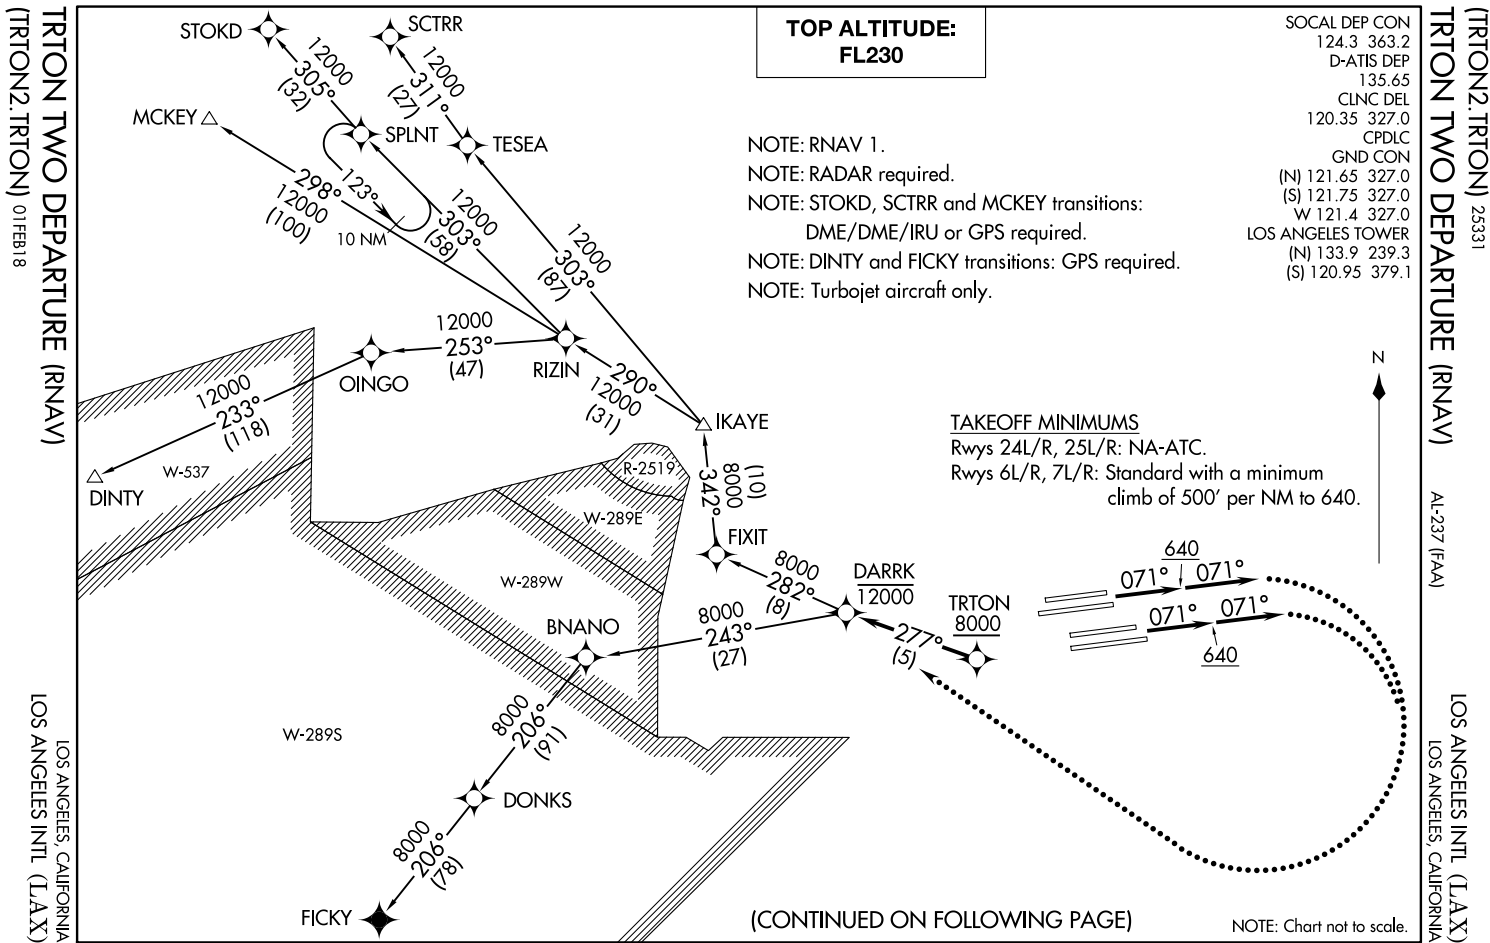 (TRTON2.TRTON) 01FEB18
TRTON TWO DEPARTURE (RNAV)
LOS ANGELES INTL (LAX)
LOS ANGELES, CALIFORNIA
(TRTON2.TRTON) 25331
TRTON TWO DEPARTURE (RNAV)
AL-237 (FAA)
LOS ANGELES INTL (LAX)
LOS ANGELES, CALIFORNIA
TOP ALTITUDE:
FL230
SOCAL DEP CON
124.3 363.2
D-ATIS DEP
135.65
CLNC DEL
120.35 327.0
CPDLC
GND CON
(N) 121.65 327.0
(S) 121.75 327.0
W 121.4 327.0
LOS ANGELES TOWER
(N) 133.9 239.3
(S) 120.95 379.1
NOTE: RNAV 1.
NOTE: RADAR required.
NOTE: STOKD, SCTRR and MCKEY transitions:
DME/DME/IRU or GPS required.
NOTE: DINTY and FICKY transitions: GPS required.
NOTE: Turbojet aircraft only.
STOKD
SCTRR
12000
305°
(32)
12000
311°
(27)
MCKEY
SPLNT
TESEA
298°
12000
(100)
123°
10 NM
12000
303°
(58)
12000
303°
(87)
12000
253°
(47)
OINGO
RIZIN
290°
12000
(31)
IKAYE
12000
233°
(118)
DINTY
W-537
R-2519
W-289E
W-289W
W-289S
(10)
8000
342°
FIXIT
8000
282°
(8)
DARRK
12000
TRTON
8000
277°
(5)
8000
243°
(27)
BNANO
8000
206°
(91)
DONKS
8000
206°
(78)
FICKY
N
TAKEOFF MINIMUMS
Rwys 24L/R, 25L/R: NA-ATC.
Rwys 6L/R, 7L/R: Standard with a minimum
climb of 500' per NM to 640.
640
071° 071°
071° 071°
640
(CONTINUED ON FOLLOWING PAGE)
NOTE: Chart not to scale.